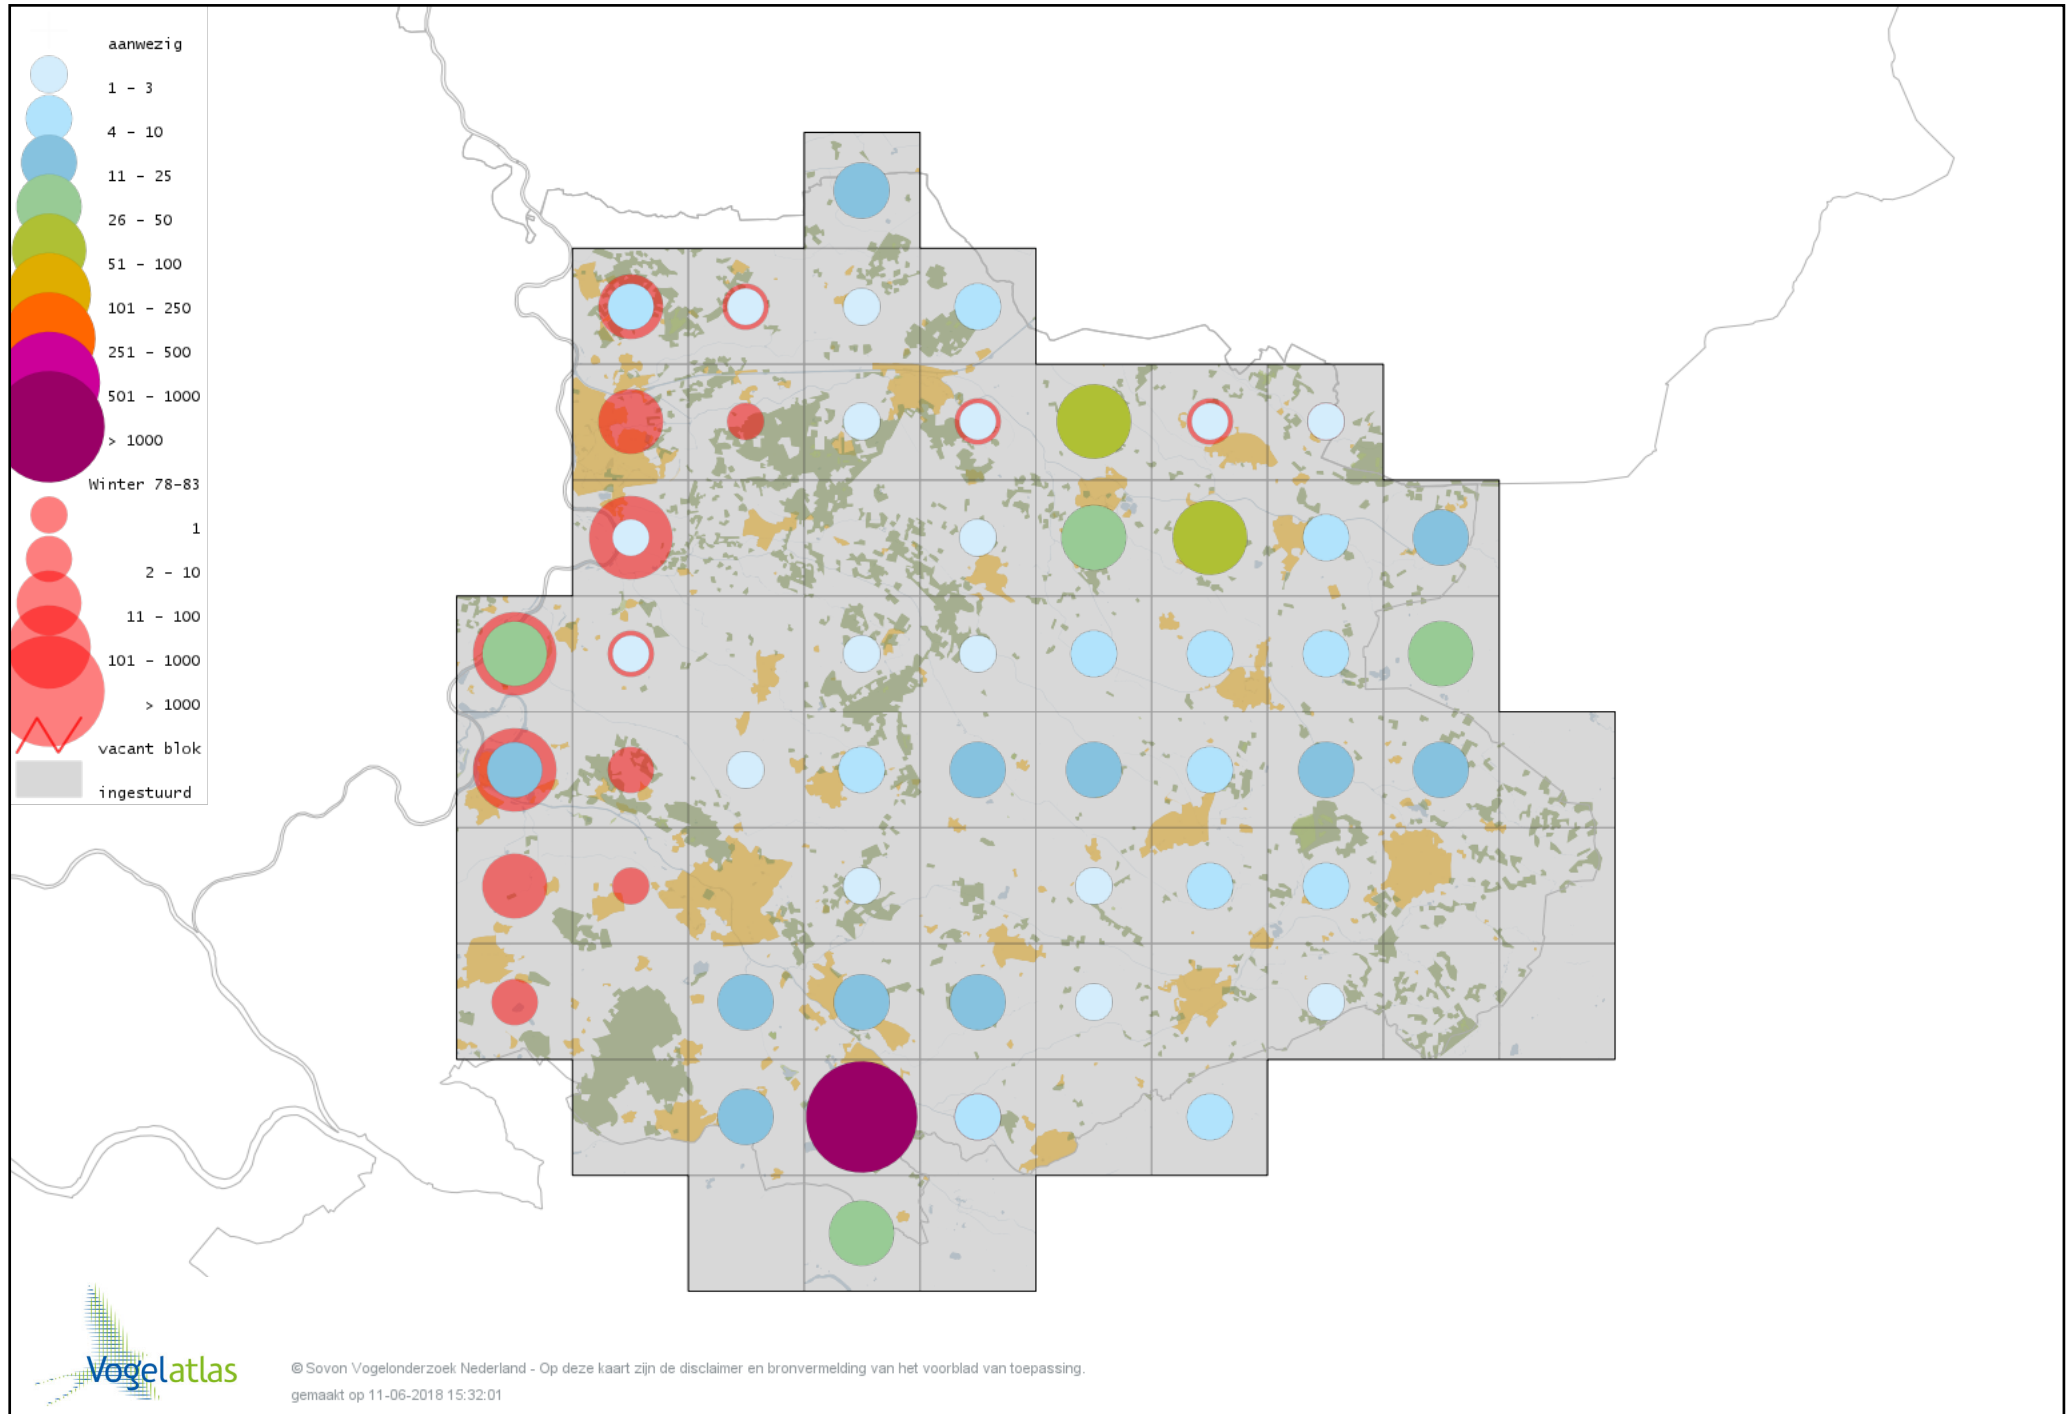 aanwezig
1 - 3
4 - 10
11 - 25
26 - 50
51 - 100
101 - 250
251 - 500
501 - 1000
> 1000
Winter 78-83
1
2 - 10
11 - 100
101 - 1000
> 1000
vacant blok
ingestuurd
Vogelatlas
© Sovon Vogelonderzoek Nederland - Op deze kaart zijn de disclaimer en bronvermelding van het voorblad van toepassing.
gemaakt op 11-06-2018 15:32:01